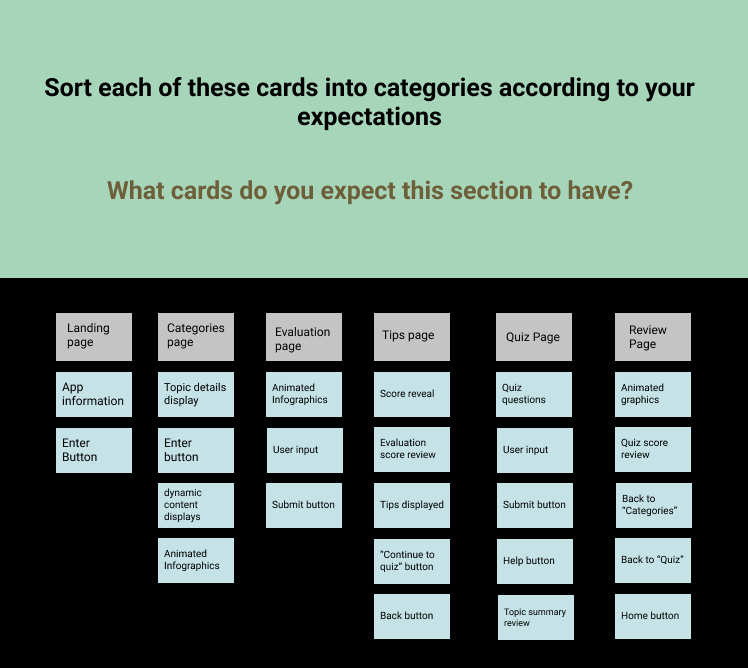 Sort each of these cards into categories according to your
expectations
What cards do you expect this section to have?
Landing
page
App
information
Enter
Button
Categories
page
Topic details
display
Enter
button
dynamic
content
displays
Animated
Infographics
Evaluation
page
Animated
Infographics
User input
Submit button
Tips page
Score reveal
Evaluation
score review
Tips displayed
“Continue to
quiz” button
Back button
Quiz Page
Quiz
questions
User input
Submit button
Help button
Topic summary
review
Review
Page
Animated
graphics
Quiz score
review
Back to
“Categories”
Back to “Quiz”
Home button